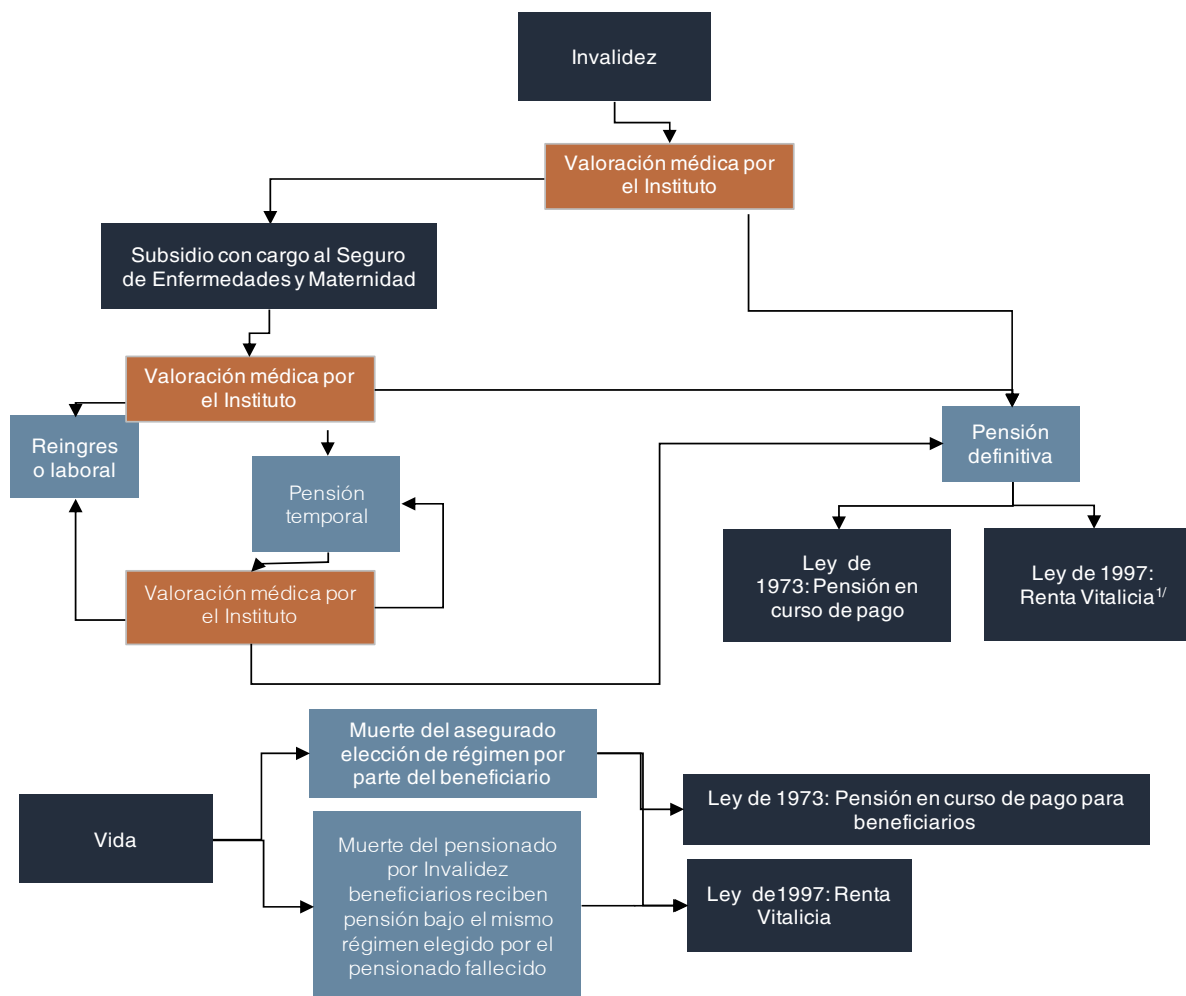 Invalidez
Valoración médica por
el Instituto
Subsidio con cargo al Seguro
de Enfermedades y Maternidad
Valoración médica por
el Instituto
Reingres
o laboral
Pensión
definitiva
Pensión
temporal
Ley de
1973: Pensión en
curso de pago
Ley de 1997:
Renta Vitalicia1/
Valoración médica por
el Instituto
Muerte del asegurado
elección de régimen por
parte del beneficiario
Ley de 1973: Pensión en curso de pago para
beneficiarios
Vida
Muerte del pensionado
por Invalidez
beneficiarios reciben
pensión bajo el mismo
régimen elegido por el
pensionado fallecido
Ley de1997: Renta
Vitalicia